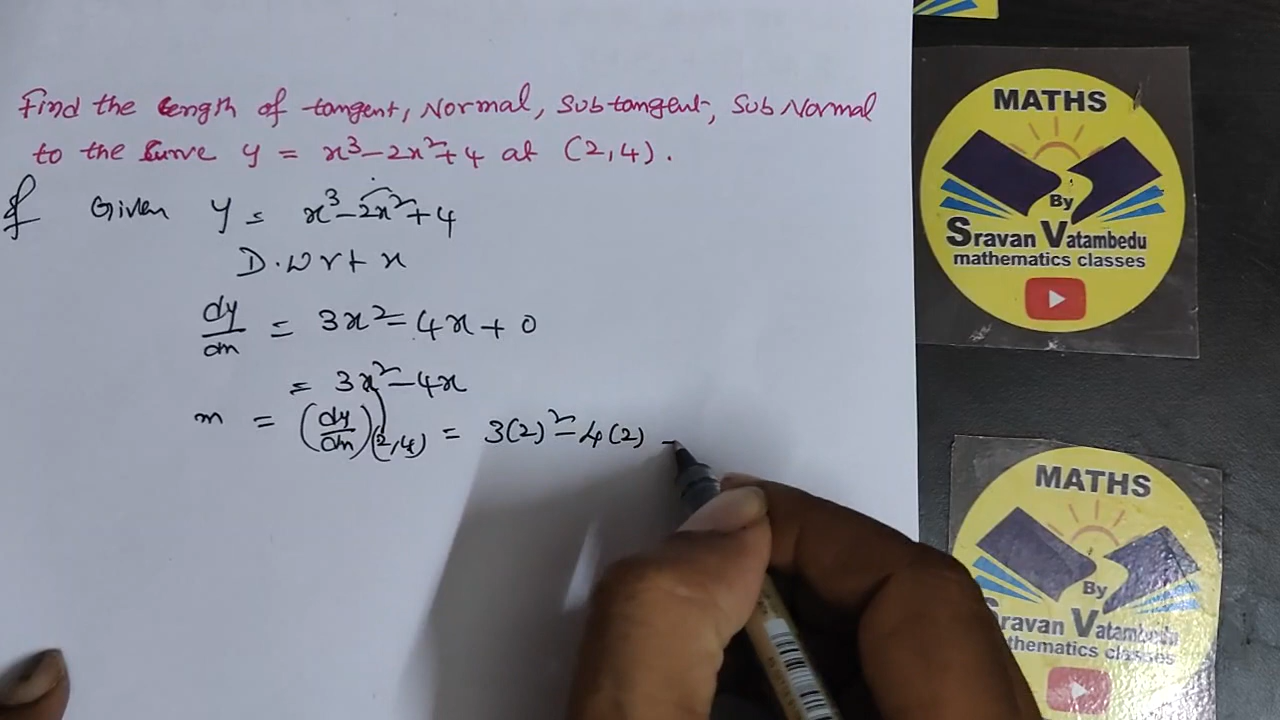 Find the Length of tangent, Normal, Subtangent, Sub Normal
to the Curve y = x³-2x²+4 at (2,4).
Given y = x³-2x²+4
D.w r t x
dy/dx = 3x²-4x+0
= 3x²-4x
m = (dy/dx)(2,4) = 3(2)²-4(2)
MATHS
By
Sravan Vatambedu
mathematics classes
MATHS
By
Sravan Vatambedu
mathematics classes